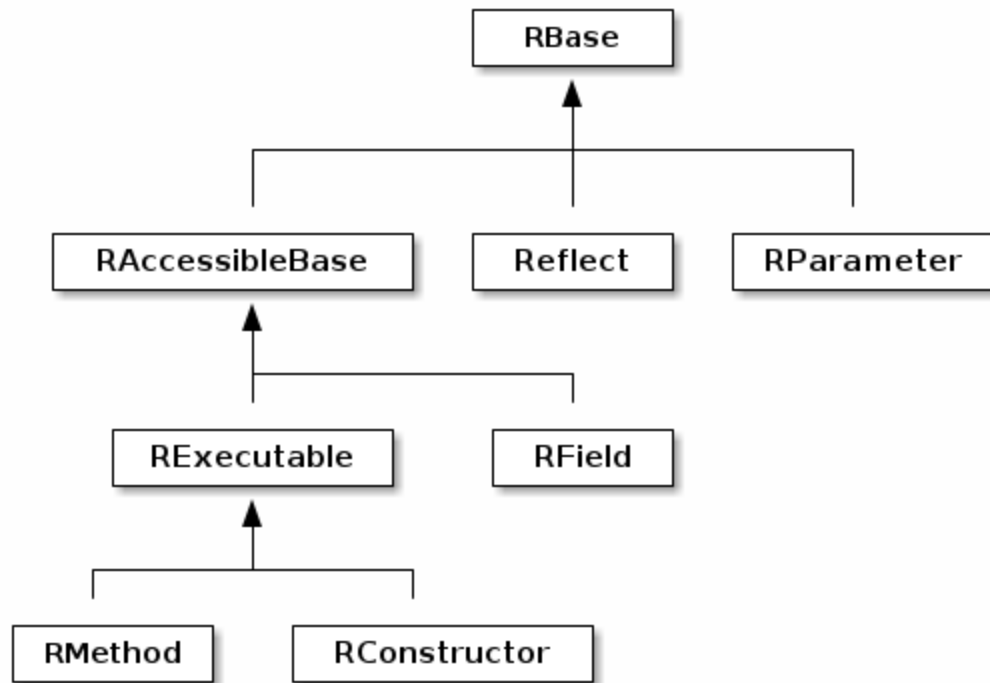 RBase
RAccessibleBase
Reflect
RParameter
RExecutable
RField
RMethod
RConstructor